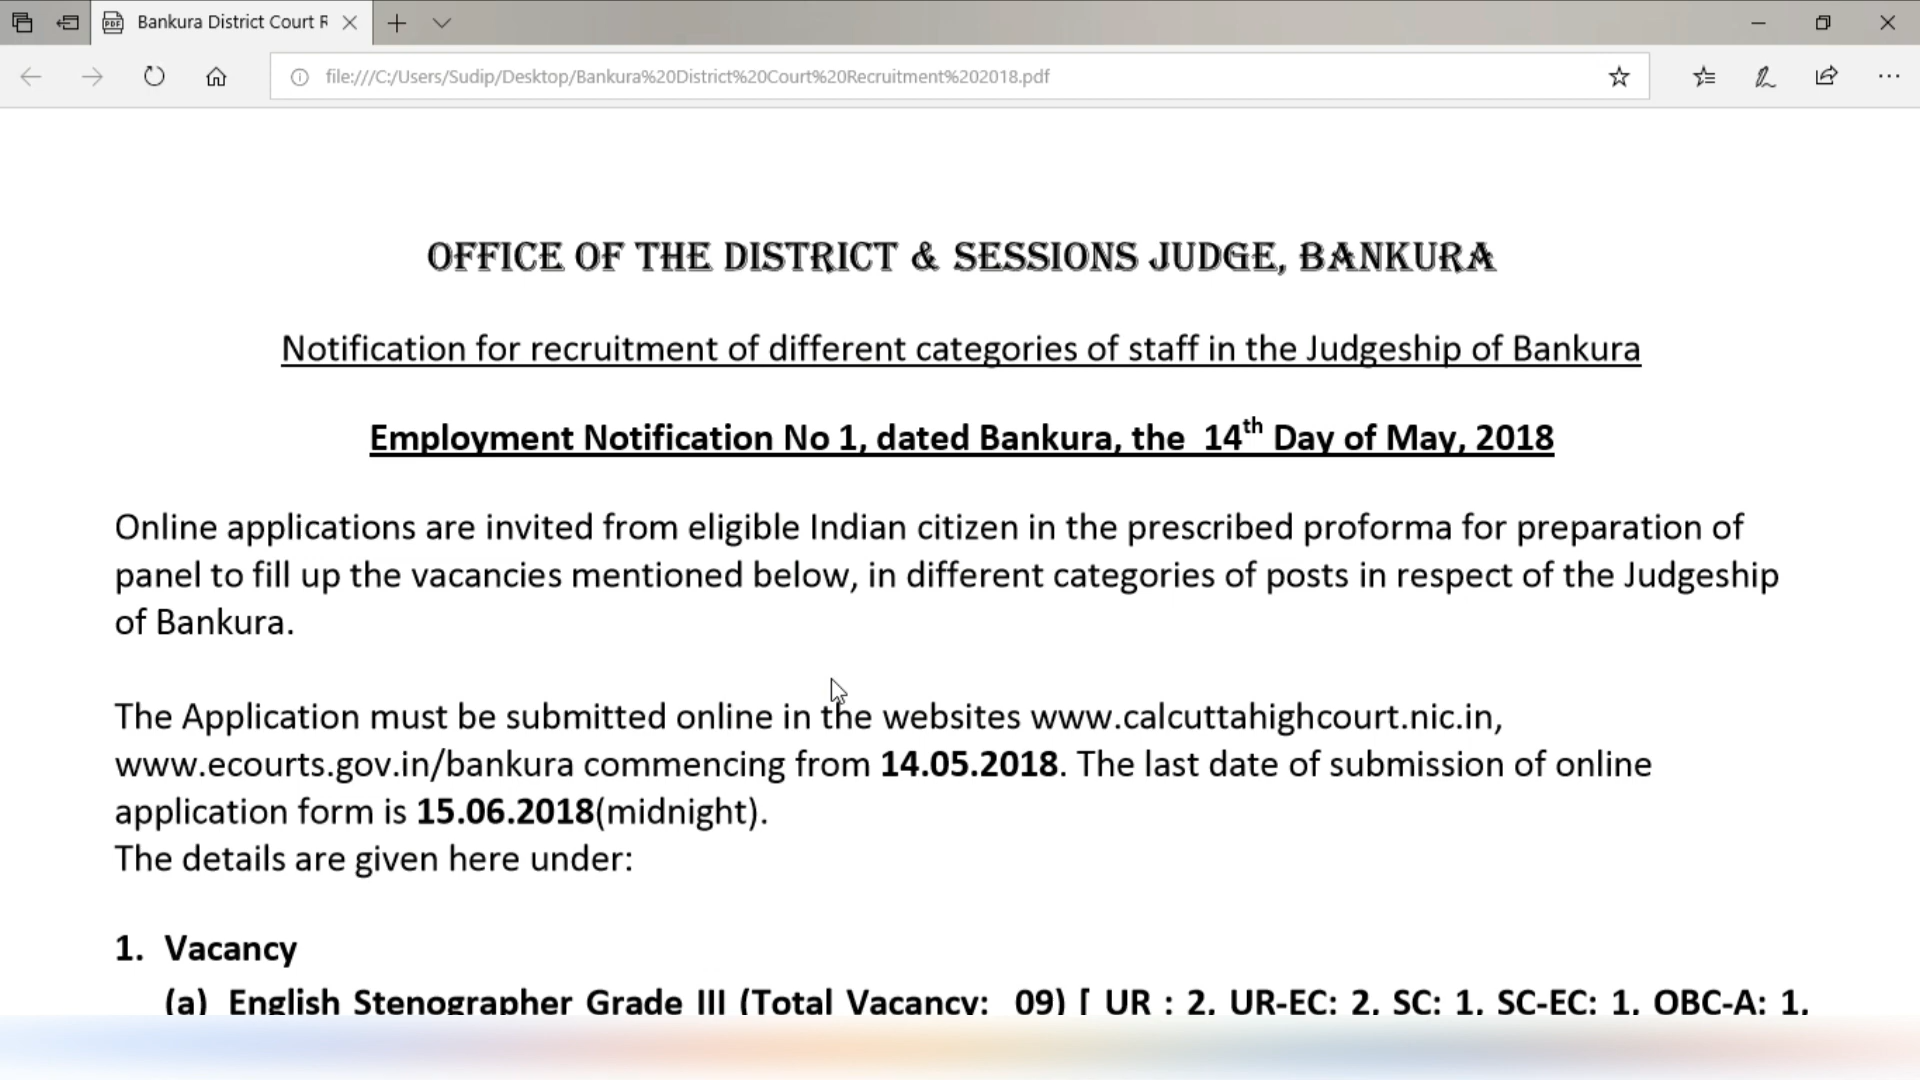 Bankura District Court R
file:///C:/Users/Sudip/Desktop/Bankura%20District%20Court%20Recruitment%202018.pdf
OFFICE OF THE DISTRICT & SESSIONS JUDGE, BANKURA
Notification for recruitment of different categories of staff in the Judgeship of Bankura
Employment Notification No 1, dated Bankura, the 14th Day of May, 2018
Online applications are invited from eligible Indian citizen in the prescribed proforma for preparation of
panel to fill up the vacancies mentioned below, in different categories of posts in respect of the Judgeship
of Bankura.
The Application must be submitted online in the websites www.calcuttahighcourt.nic.in,
www.ecourts.gov.in/bankura commencing from 14.05.2018. The last date of submission of online
application form is 15.06.2018(midnight).
The details are given here under:
1. Vacancy
(a) English Stenographer Grade III (Total Vacancy: 09) [ UR : 2, UR-EC: 2, SC: 1, SC-EC: 1, OBC-A: 1,